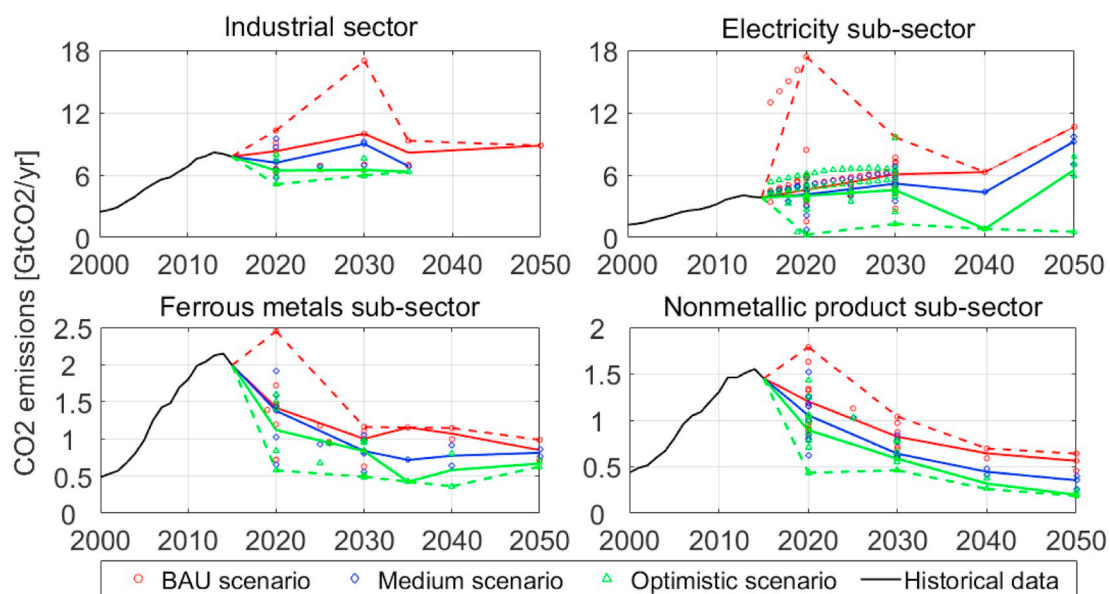 Industrial sector
Electricity sub-sector
CO2 emissions [GtCO2/yr]
18
12
6
0
2000 2010 2020 2030 2040 2050
18
12
6
0
2000 2010 2020 2030 2040 2050
Ferrous metals sub-sector
Nonmetallic product sub-sector
2.5
2
1.5
1
0.5
0
2000 2010 2020 2030 2040 2050
2
1.5
1
0.5
0
2000 2010 2020 2030 2040 2050
BAU scenario Medium scenario Optimistic scenario Historical data